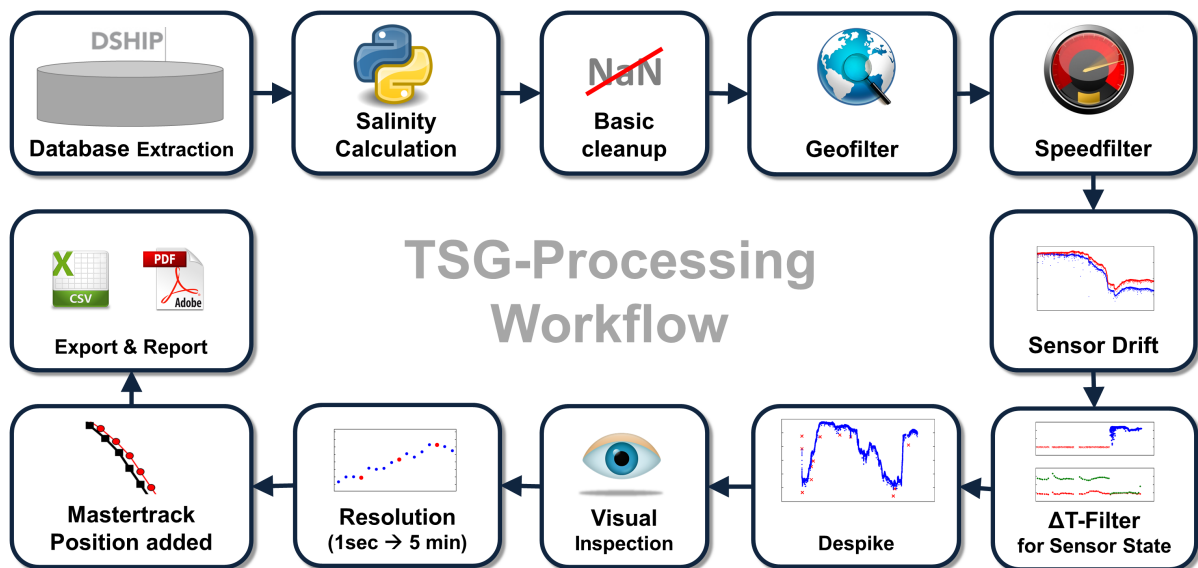 DSHIP
Database Extraction
Salinity
Calculation
NaN
Basic
cleanup
Geofilter
Speedfilter
TSG-Processing
Workflow
X
CSV
PDF
Adobe
Export & Report
Sensor Drift
Mastertrack
Position added
Resolution
(1sec → 5 min)
Visual
Inspection
Despike
ΔT-Filter
for Sensor State